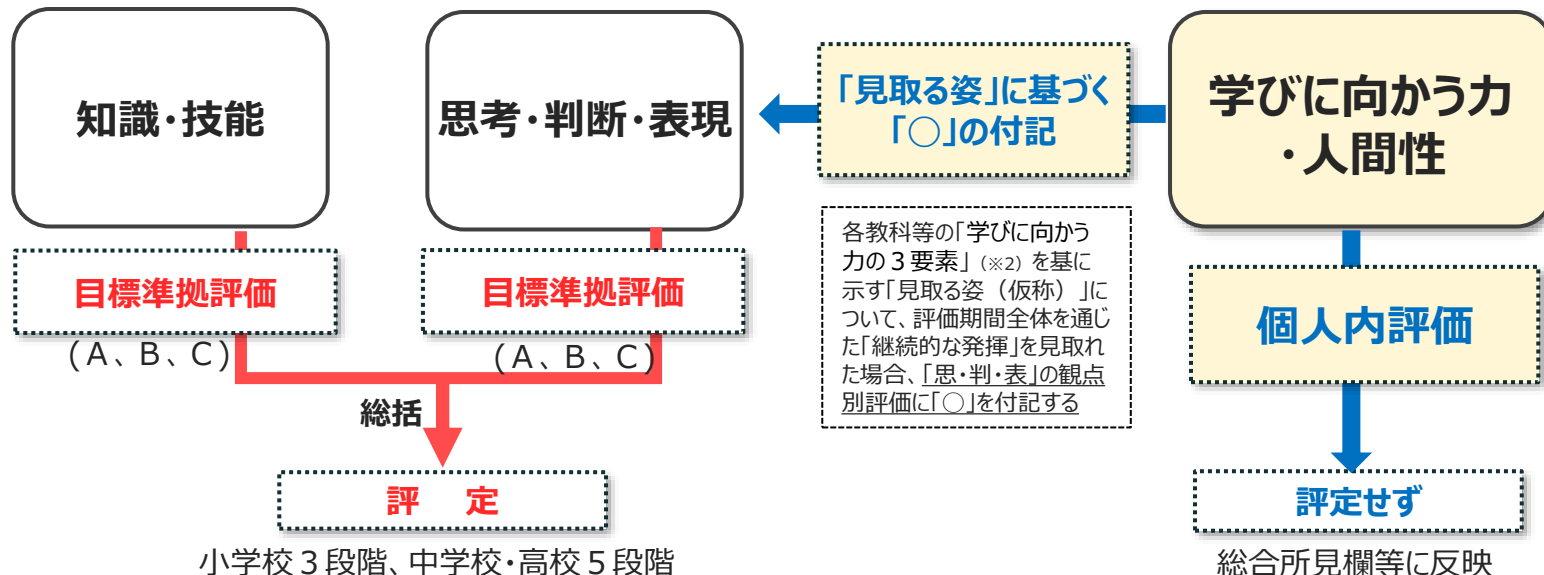 知識・技能
思考・判断・表現
「見取る姿」に基づく
「○」の付記
学びに向かう力
・人間性
各教科等の「学びに向かう
力の３要素」（※2）を基に
示す「見取る姿（仮称）」に
ついて、評価期間全体を通じ
た「継続的な発揮」を見取れ
た場合、「思・判・表」の観点
別評価に「○」を付記する
目標準拠評価
(Ａ、Ｂ、Ｃ)
目標準拠評価
(Ａ、Ｂ、Ｃ)
個人内評価
総括
評　定
小学校３段階、中学校・高校５段階
評定せず
総合所見欄等に反映